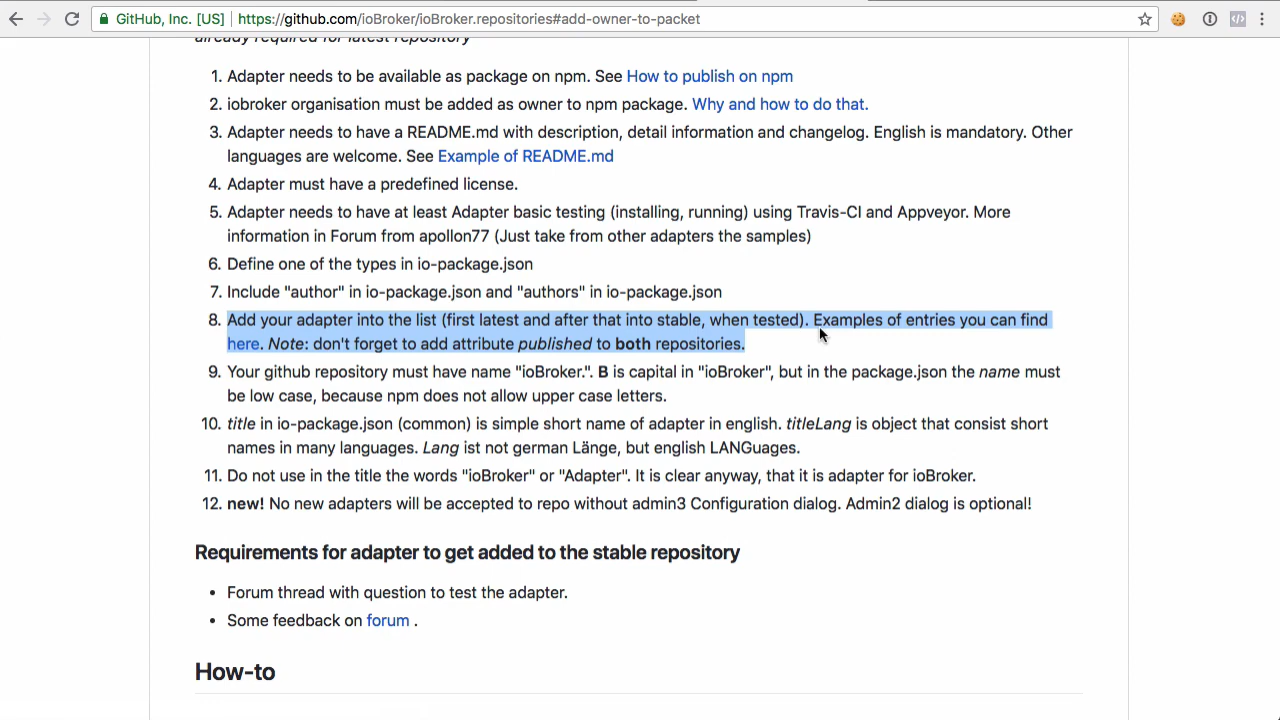 GitHub, Inc. [US] https://github.com/ioBroker/ioBroker.repositories#add-owner-to-packet
already required for latest repository
1. Adapter needs to be available as package on npm. See How to publish on npm
2. iobroker organisation must be added as owner to npm package. Why and how to do that.
3. Adapter needs to have a README.md with description, detail information and changelog. English is mandatory. Other
languages are welcome. See Example of README.md
4. Adapter must have a predefined license.
5. Adapter needs to have at least Adapter basic testing (installing, running) using Travis-CI and Appveyor. More
information in Forum from apollon77 (Just take from other adapters the samples)
6. Define one of the types in io-package.json
7. Include "author" in io-package.json and "authors" in io-package.json
8. Add your adapter into the list (first latest and after that into stable, when tested). Examples of entries you can find
here. Note: don't forget to add attribute published to both repositories.
9. Your github repository must have name "ioBroker.". B is capital in "ioBroker", but in the package.json the name must
be low case, because npm does not allow upper case letters.
10. title in io-package.json (common) is simple short name of adapter in english. titleLang is object that consist short
names in many languages. Lang ist not german Länge, but english LANGuages.
11. Do not use in the title the words "ioBroker" or "Adapter". It is clear anyway, that it is adapter for ioBroker.
12. new! No new adapters will be accepted to repo without admin3 Configuration dialog. Admin2 dialog is optional!
Requirements for adapter to get added to the stable repository
• Forum thread with question to test the adapter.
• Some feedback on forum .
How-to